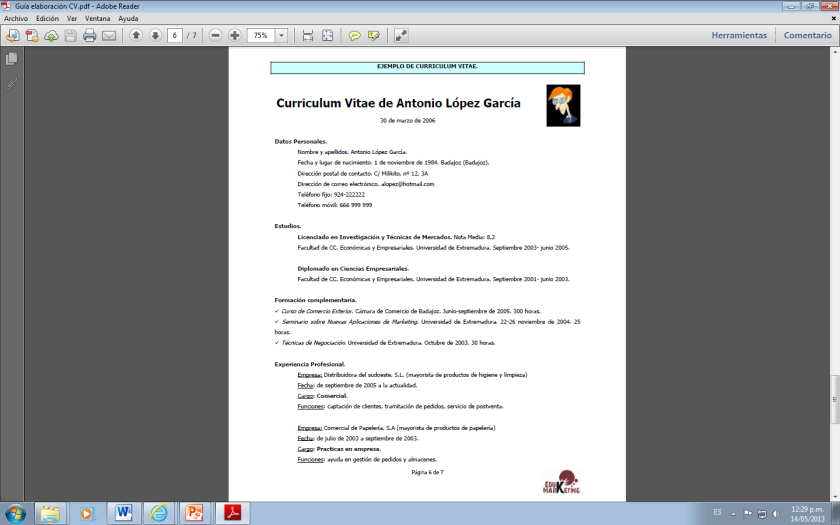 Guía elaboración CV.pdf - Adobe Reader
Archivo Edición Ver Ventana Ayuda
6 / 7 75% Herramientas Comentario
EJEMPLO DE CURRICULUM VITAE.
Curriculum Vitae de Antonio López García
30 de marzo de 2006
Datos Personales.
Nombre y apellidos. Antonio López García.
Fecha y lugar de nacimiento. 1 de noviembre de 1984. Badajoz (Badajoz).
Dirección postal de contacto. C/ Milikito, nº 12, 3A
Dirección de correo electrónico. alopez@hotmail.com
Teléfono fijo: 924-222222
Teléfono móvil: 666 999 999
Estudios.
Licenciado en Investigación y Técnicas de Mercados. Nota Media: 8,2
Facultad de CC. Económicas y Empresariales. Universidad de Extremadura. Septiembre 2003- junio 2005.
Diplomado en Ciencias Empresariales.
Facultad de CC. Económicas y Empresariales. Universidad de Extremadura. Septiembre 2001- junio 2003.
Formación complementaria.
✓ Curso de Comercio Exterior. Cámara de Comercio de Badajoz. Junio-septiembre de 2005. 300 horas.
✓ Seminario sobre Nuevas Aplicaciones de Marketing. Universidad de Extremadura. 22-26 noviembre de 2004. 25
horas.
✓ Técnicas de Negociación. Universidad de Extremadura. Octubre de 2003. 30 horas.
Experiencia Profesional.
Empresa: Distribuidora del sudoeste, S.L. (mayorista de productos de higiene y limpieza)
Fecha: de septiembre de 2005 a la actualidad.
Cargo: Comercial.
Funciones: captación de clientes, tramitación de pedidos, servicio de postventa.
Empresa: Comercial de Papelería, S.A (mayorista de productos de papelería)
Fecha: de julio de 2003 a septiembre de 2003.
Cargo: Practicas en empresa.
Funciones: ayuda en gestión de pedidos y almacenes.
Página 6 de 7
EDUK
MARKETING
ES 12:29 p.m.
14/05/2013